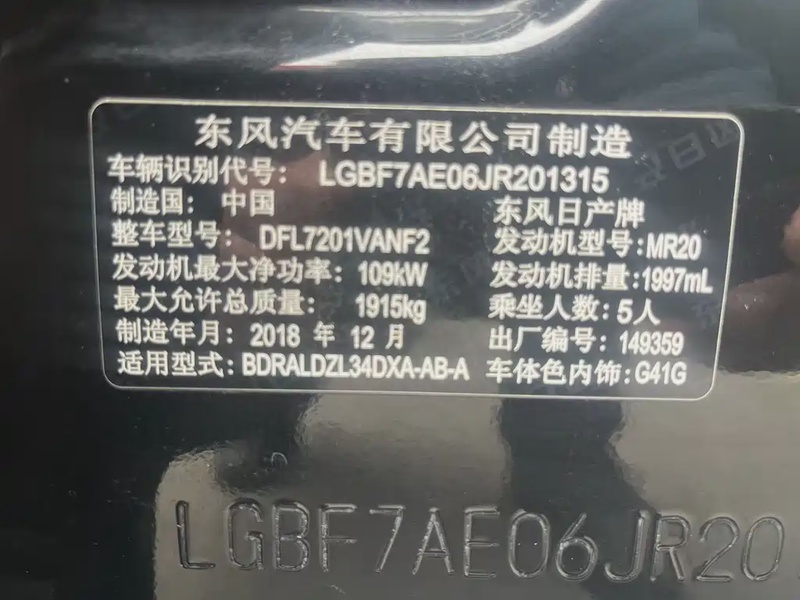 东风汽车有限公司制造
车辆识别代号: LGBF7AE06JR201315
制造国: 中国 东风日产牌
整车型号: DFL7201VANF2 发动机型号:MR20
发动机最大净功率: 109kW 发动机排量:1997mL
最大允许总质量: 1915kg 乘坐人数: 5人
制造年月: 2018 年 12 月 出厂编号: 149359
适用型式: BDRALDZL34DXA-AB-A 车体色内饰: G41G
LGBF7AE06JR20